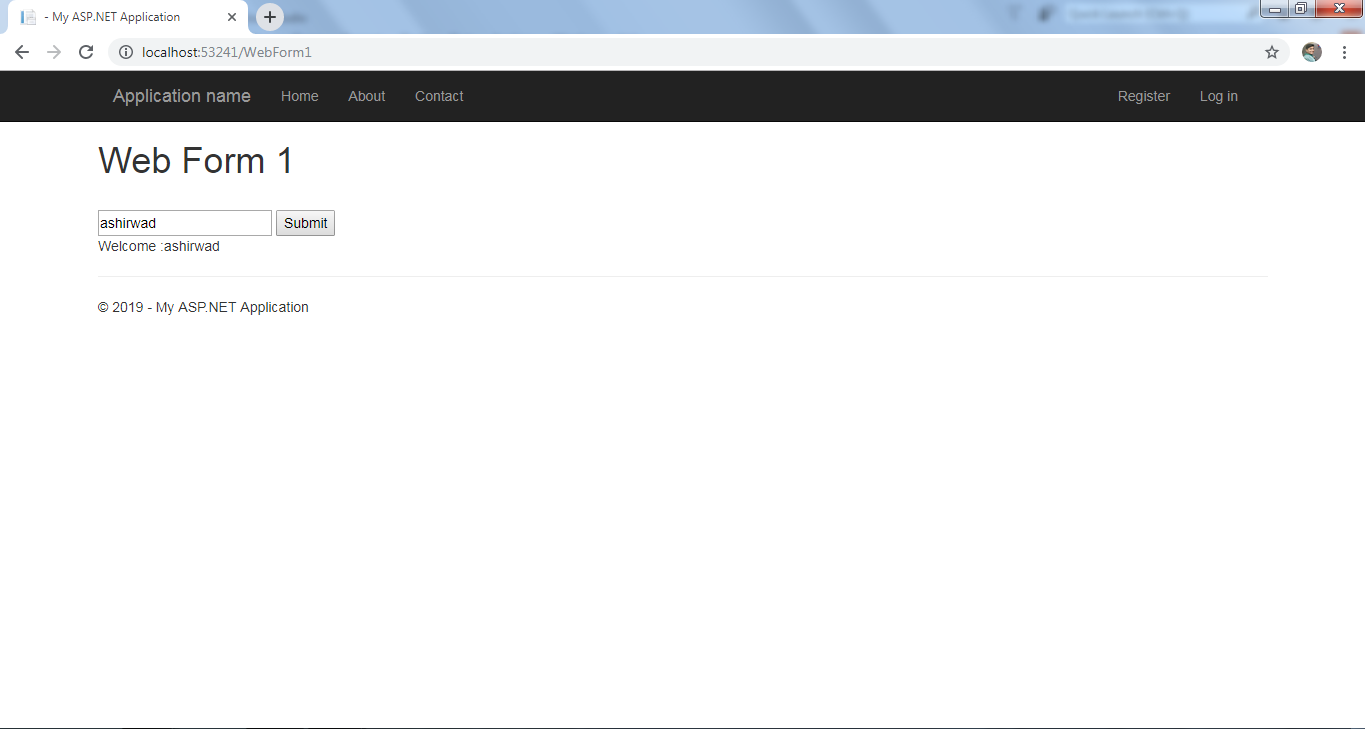 - My ASP.NET Application
localhost:53241/WebForm1
Application name Home About Contact Register Log in
Web Form 1
ashirwad Submit
Welcome :ashirwad
© 2019 - My ASP.NET Application